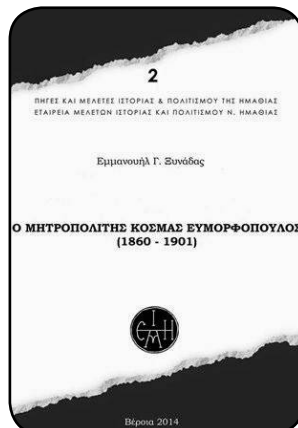 2
ΠΗΓΕΣ ΚΑΙ ΜΕΛΕΤΕΣ ΙΣΤΟΡΙΑΣ & ΠΟΛΙΤΙΣΜΟΥ ΤΗΣ ΗΜΑΘΙΑΣ
ΕΤΑΙΡΕΙΑ ΜΕΛΕΤΩΝ ΙΣΤΟΡΙΑΣ ΚΑΙ ΠΟΛΙΤΙΣΜΟΥ Ν. ΗΜΑΘΙΑΣ
Εμμανουήλ Γ. Ξυνάδας
Ο ΜΗΤΡΟΠΟΛΙΤΗΣ ΚΟΣΜΑΣ ΕΥΜΟΡΦΟΠΟΥΛΟΣ
(1860 - 1901)
Ι
Ε Η
Μ
Βέροια 2014